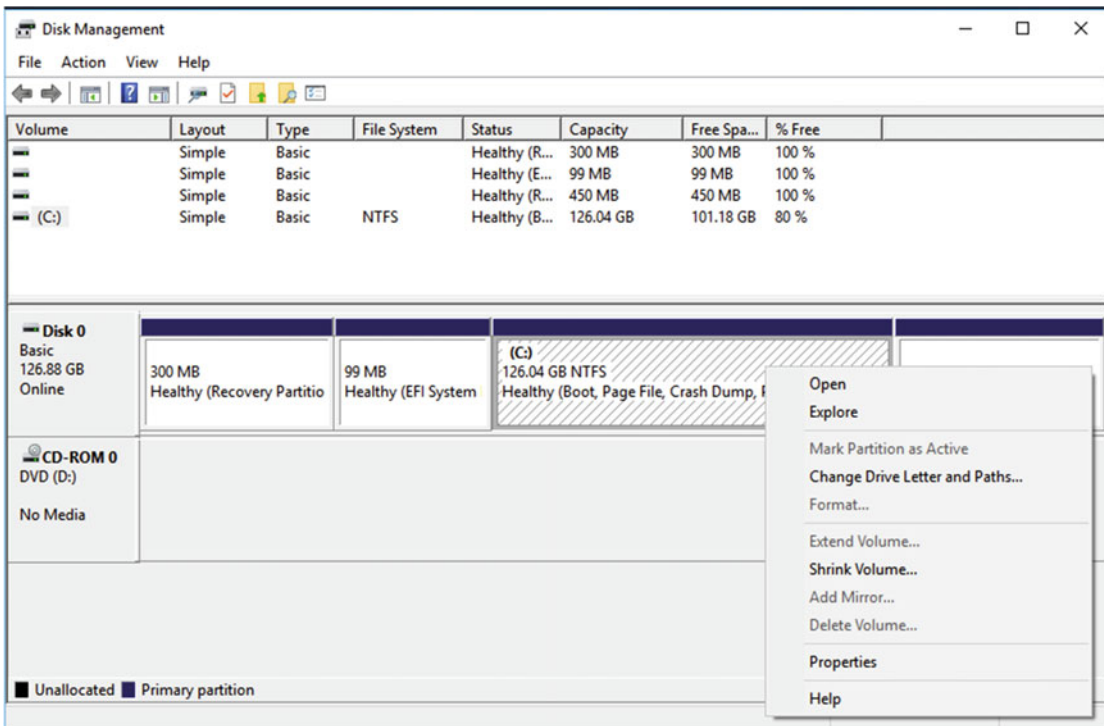 Disk Management
File Action View Help
Volume Layout Type File System Status Capacity Free Spa... % Free
Simple Basic Healthy (R... 300 MB 300 MB 100 %
Simple Basic Healthy (E... 99 MB 99 MB 100 %
Simple Basic Healthy (R... 450 MB 450 MB 100 %
(C:) Simple Basic NTFS Healthy (B... 126.04 GB 101.18 GB 80 %
Disk 0
Basic
126.88 GB
Online
300 MB
Healthy (Recovery Partitio
99 MB
Healthy (EFI System
(C:)
126.04 GB NTFS
Healthy (Boot, Page File, Crash Dump,
CD-ROM 0
DVD (D:)
No Media
Open
Explore
Mark Partition as Active
Change Drive Letter and Paths...
Format...
Extend Volume...
Shrink Volume...
Add Mirror...
Delete Volume...
Properties
Help
Unallocated Primary partition